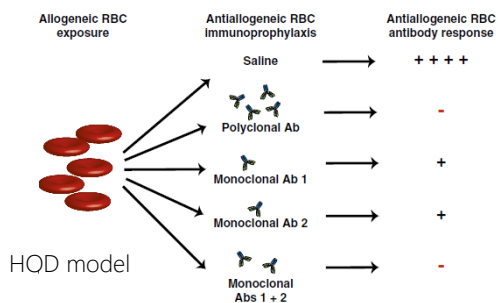 Allogeneic RBC
exposure
Antiallogeneic RBC
immunoprophylaxis
Antiallogeneic RBC
antibody response
Saline
+ + + +
Polyclonal Ab
-
Monoclonal Ab 1
+
Monoclonal Ab 2
+
HOD model
Monoclonal
Abs 1 + 2
-